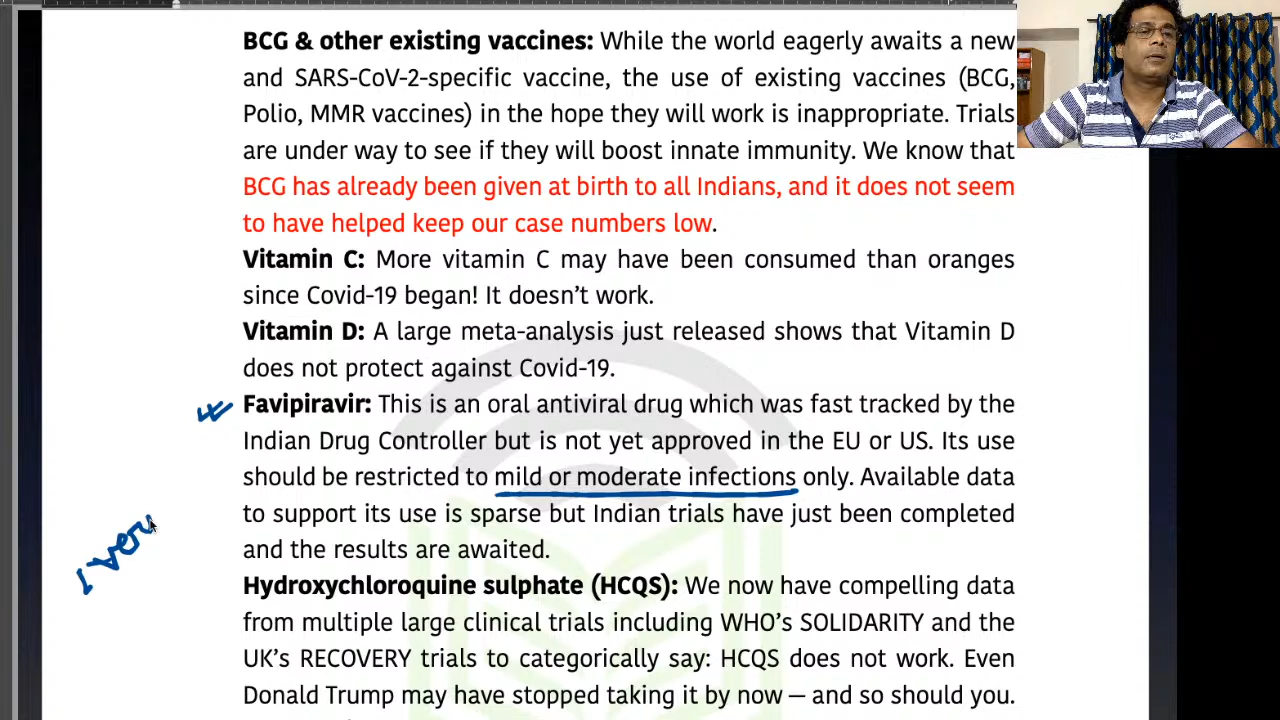 BCG & other existing vaccines: While the world eagerly awaits a new
and SARS-CoV-2-specific vaccine, the use of existing vaccines (BCG,
Polio, MMR vaccines) in the hope they will work is inappropriate. Trials
are under way to see if they will boost innate immunity. We know that
BCG has already been given at birth to all Indians, and it does not seem
to have helped keep our case numbers low.
Vitamin C: More vitamin C may have been consumed than oranges
since Covid-19 began! It doesn’t work.
Vitamin D: A large meta-analysis just released shows that Vitamin D
does not protect against Covid-19.
Favipiravir: This is an oral antiviral drug which was fast tracked by the
Indian Drug Controller but is not yet approved in the EU or US. Its use
should be restricted to mild or moderate infections only. Available data
to support its use is sparse but Indian trials have just been completed
and the results are awaited.
Hydroxychloroquine sulphate (HCQS): We now have compelling data
from multiple large clinical trials including WHO’s SOLIDARITY and the
UK’s RECOVERY trials to categorically say: HCQS does not work. Even
Donald Trump may have stopped taking it by now — and so should you.